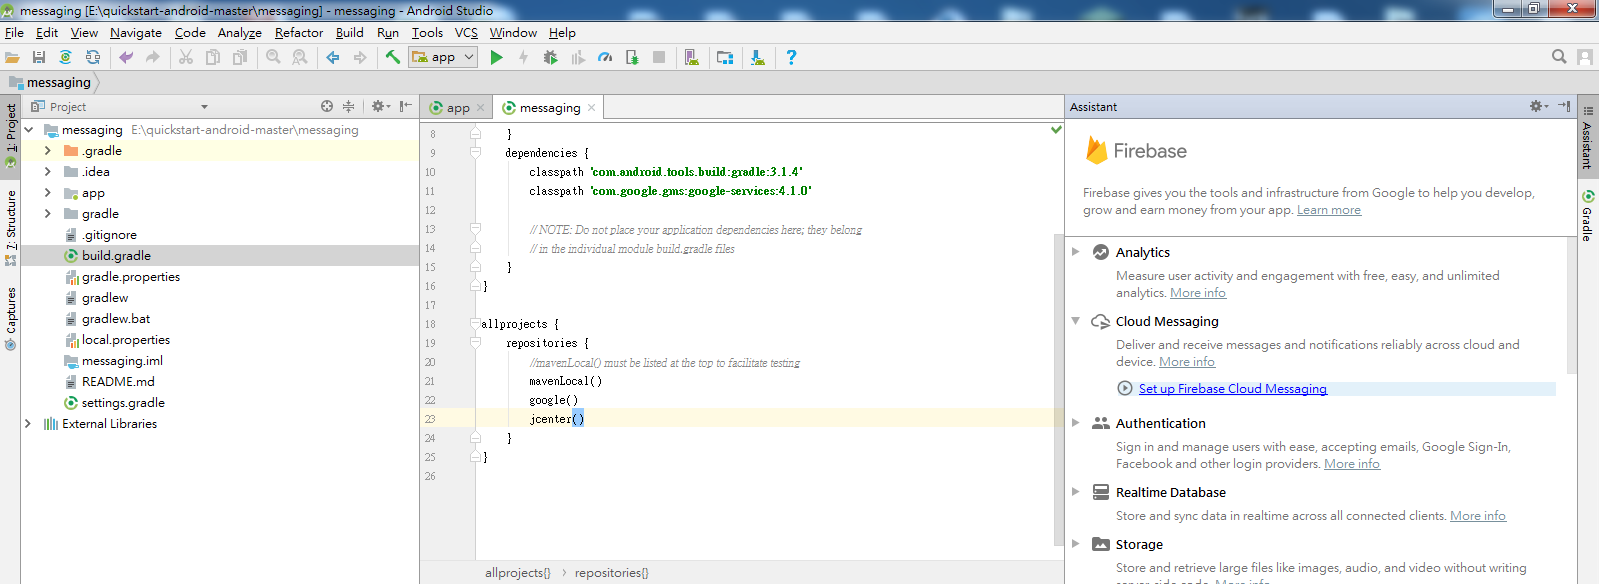 messaging [E:\quickstart-android-master\messaging] - messaging - Android Studio
File Edit View Navigate Code Analyze Refactor Build Run Tools VCS Window Help
app
messaging
1: Project
7: Structure
Captures
Project
messaging E:\quickstart-android-master\messaging
.gradle
.idea
app
gradle
.gitignore
build.gradle
gradle.properties
gradlew
gradlew.bat
local.properties
messaging.iml
README.md
settings.gradle
External Libraries
app
messaging
8 }
9 dependencies {
10 classpath 'com.android.tools.build:gradle:3.1.4'
11 classpath 'com.google.gms:google-services:4.1.0'
12
13 // NOTE: Do not place your application dependencies here; they belong
14 // in the individual module build.gradle files
15 }
16 }
17
18 allprojects {
19 repositories {
20 //mavenLocal() must be listed at the top to facilitate testing
21 mavenLocal()
22 google()
23 jcenter()
24 }
25 }
26
allprojects{} › repositories{}
Assistant
Firebase
Firebase gives you the tools and infrastructure from Google to help you develop,
grow and earn money from your app. Learn more
Analytics
Measure user activity and engagement with free, easy, and unlimited
analytics. More info
Cloud Messaging
Deliver and receive messages and notifications reliably across cloud and
device. More info
Set up Firebase Cloud Messaging
Authentication
Sign in and manage users with ease, accepting emails, Google Sign-In,
Facebook and other login providers. More info
Realtime Database
Store and sync data in realtime across all connected clients. More info
Storage
Store and retrieve large files like images, audio, and video without writing
server-side code. More info
Assistant
Gradle